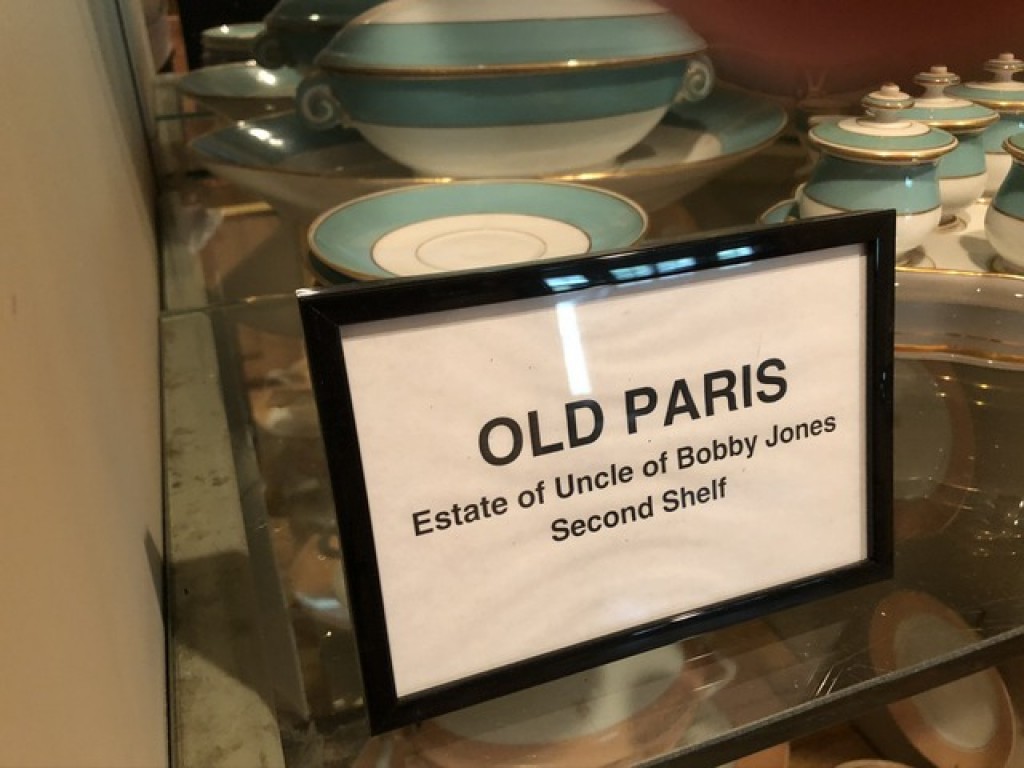 OLD PARIS
Estate of Uncle of Bobby Jones
Second Shelf